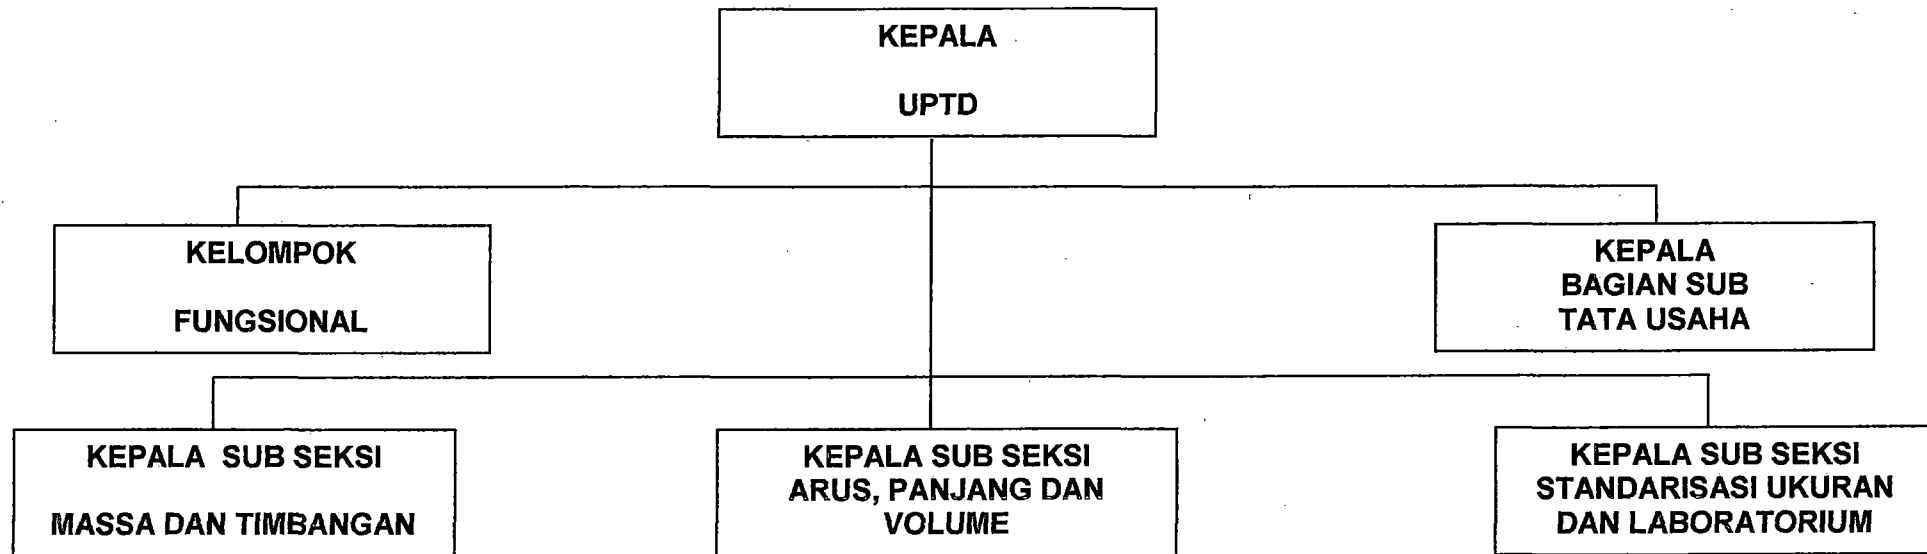 KEPALA
UPTD
KELOMPOK
FUNGSIONAL
KEPALA
BAGIAN SUB
TATA USAHA
KEPALA SUB SEKSI
MASSA DAN TIMBANGAN
KEPALA SUB SEKSI
ARUS, PANJANG DAN
VOLUME
KEPALA SUB SEKSI
STANDARISASI UKURAN
DAN LABORATORIUM